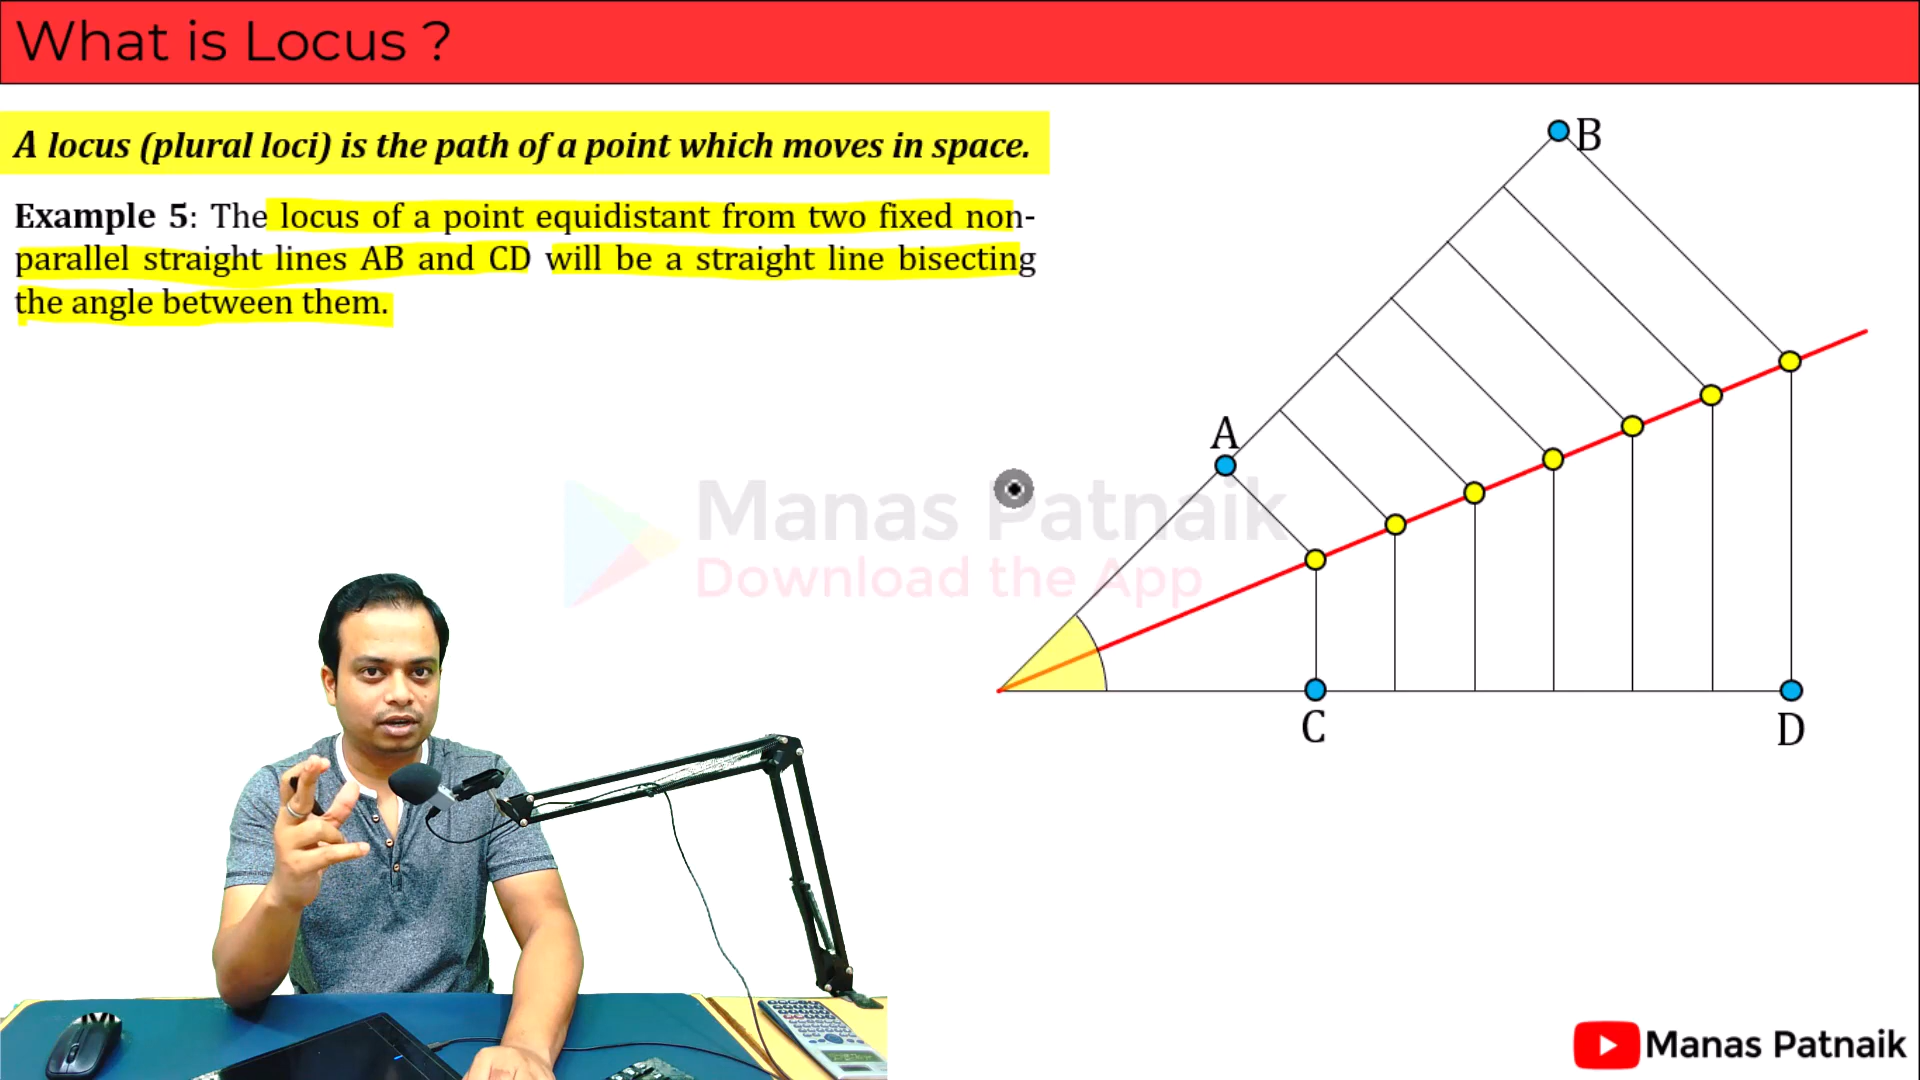 What is Locus ?
A locus (plural loci) is the path of a point which moves in space.
Example 5: The locus of a point equidistant from two fixed non-
parallel straight lines AB and CD will be a straight line bisecting
the angle between them.
B
A
Manas Patnaik
Download the App
C
D
Manas Patnaik